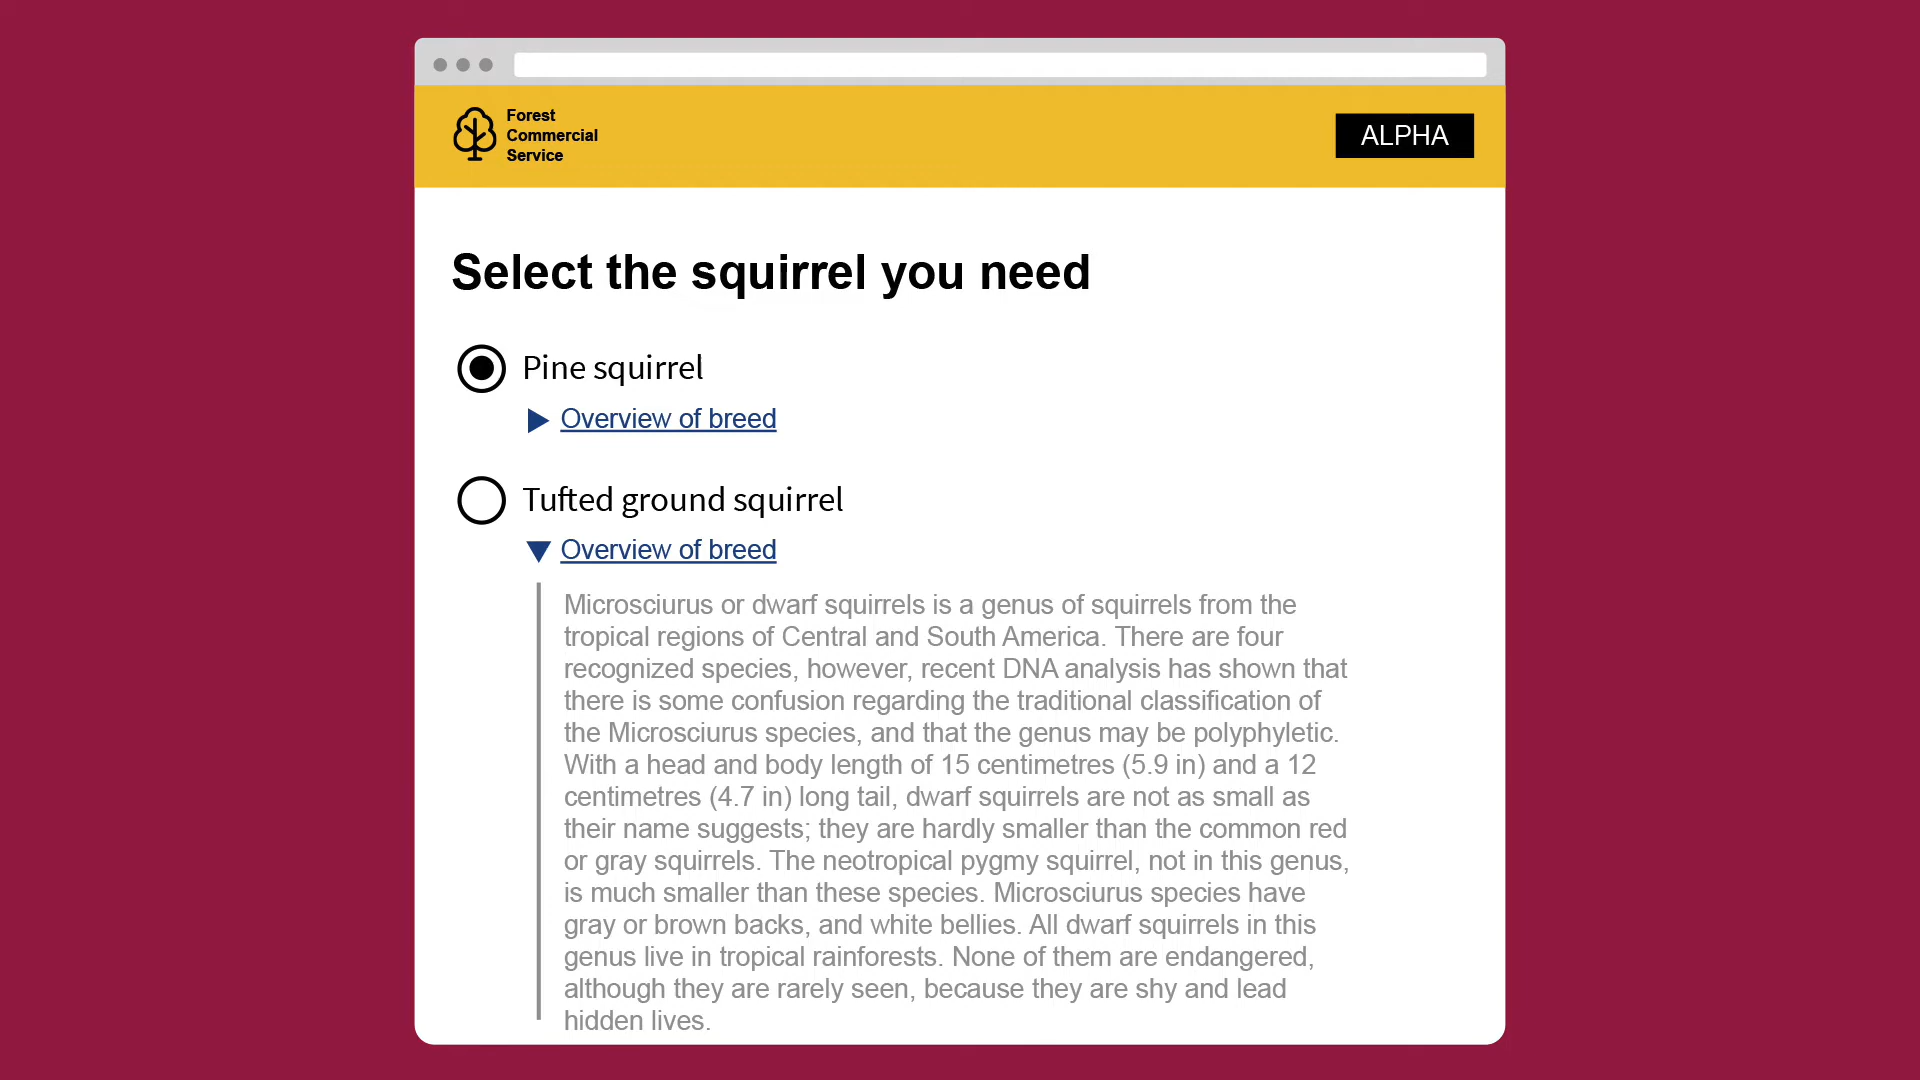 Forest
Commercial
Service
ALPHA
Select the squirrel you need
Pine squirrel
Overview of breed
Tufted ground squirrel
Overview of breed
Microsciurus or dwarf squirrels is a genus of squirrels from the
tropical regions of Central and South America. There are four
recognized species, however, recent DNA analysis has shown that
there is some confusion regarding the traditional classification of
the Microsciurus species, and that the genus may be polyphyletic.
With a head and body length of 15 centimetres (5.9 in) and a 12
centimetres (4.7 in) long tail, dwarf squirrels are not as small as
their name suggests; they are hardly smaller than the common red
or gray squirrels. The neotropical pygmy squirrel, not in this genus,
is much smaller than these species. Microsciurus species have
gray or brown backs, and white bellies. All dwarf squirrels in this
genus live in tropical rainforests. None of them are endangered,
although they are rarely seen, because they are shy and lead
hidden lives.